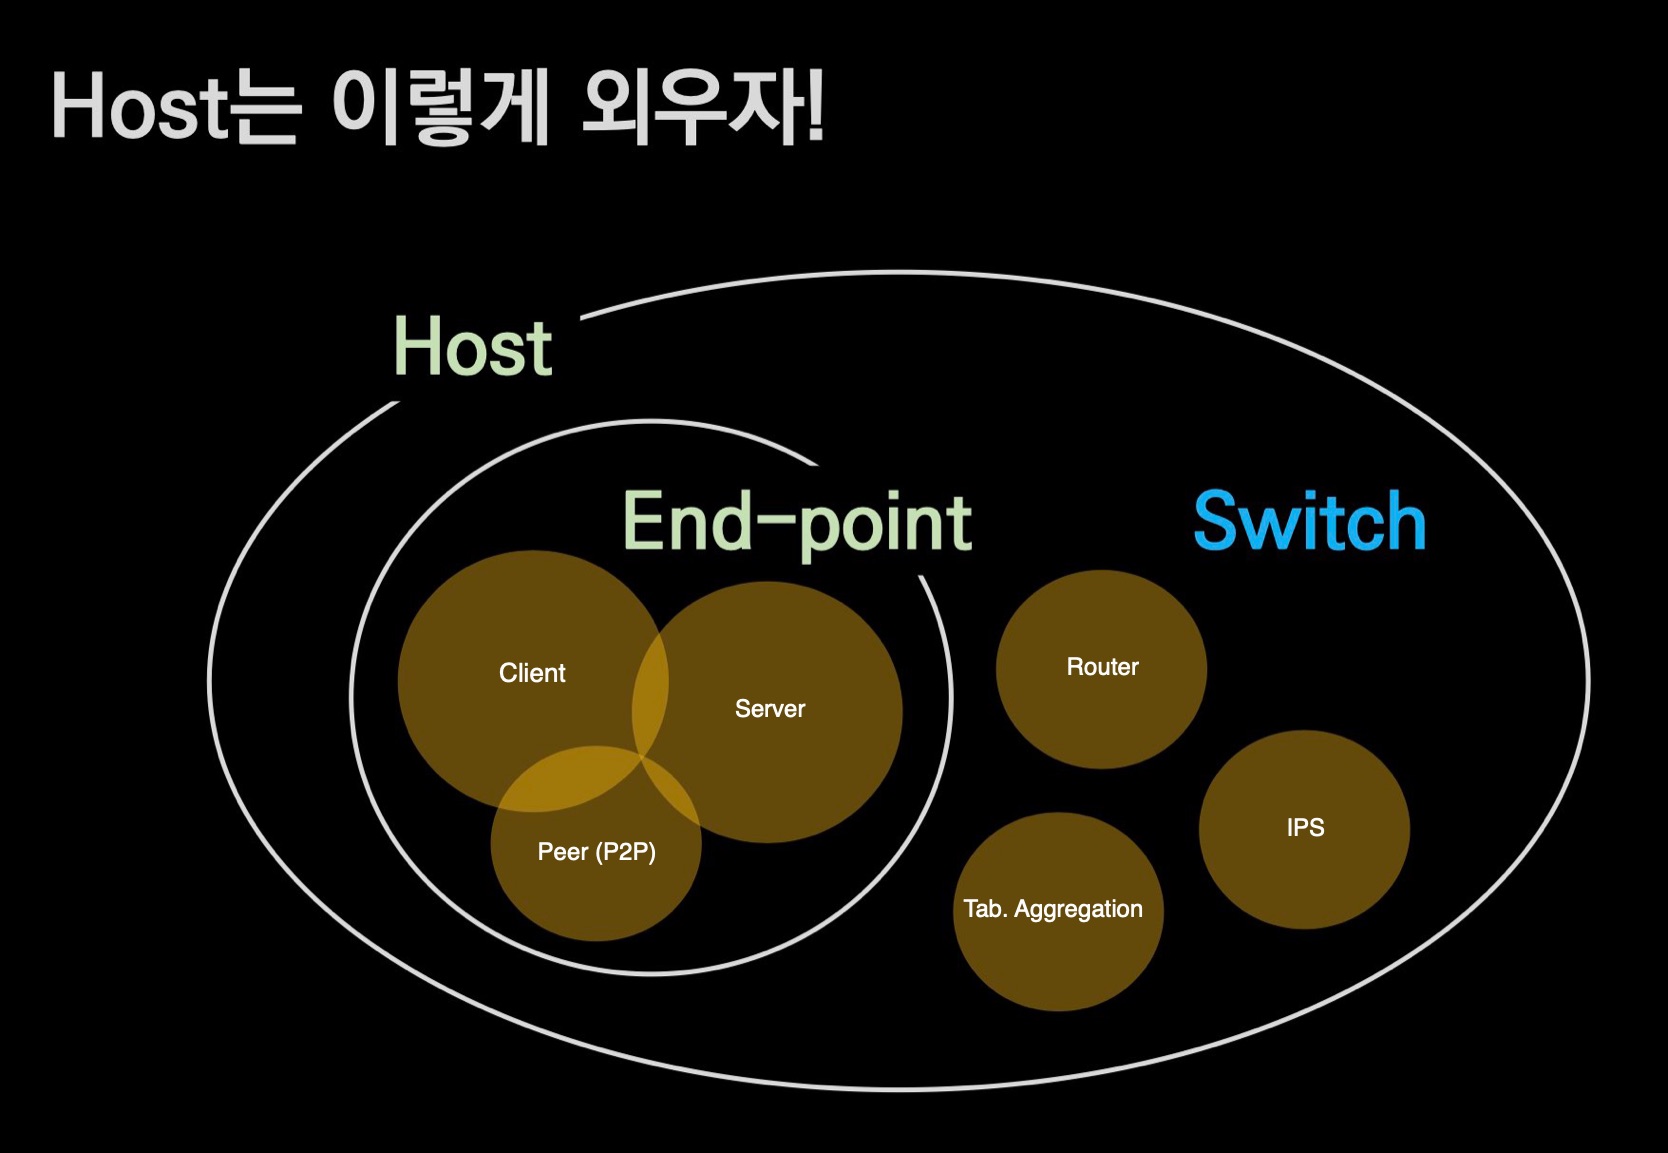 Host는 이렇게 외우자!
Host
End-point
Switch
Client
Server
Router
Peer (P2P)
IPS
Tab. Aggregation